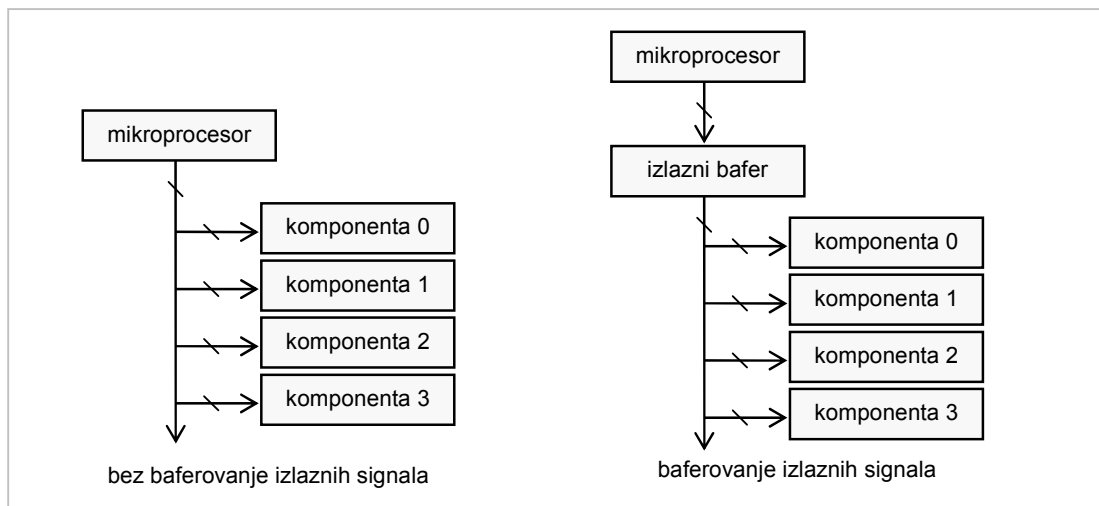 mikroprocesor
komponenta 0
komponenta 1
komponenta 2
komponenta 3
bez baferovanje izlaznih signala
mikroprocesor
izlazni bafer
komponenta 0
komponenta 1
komponenta 2
komponenta 3
baferovanje izlaznih signala